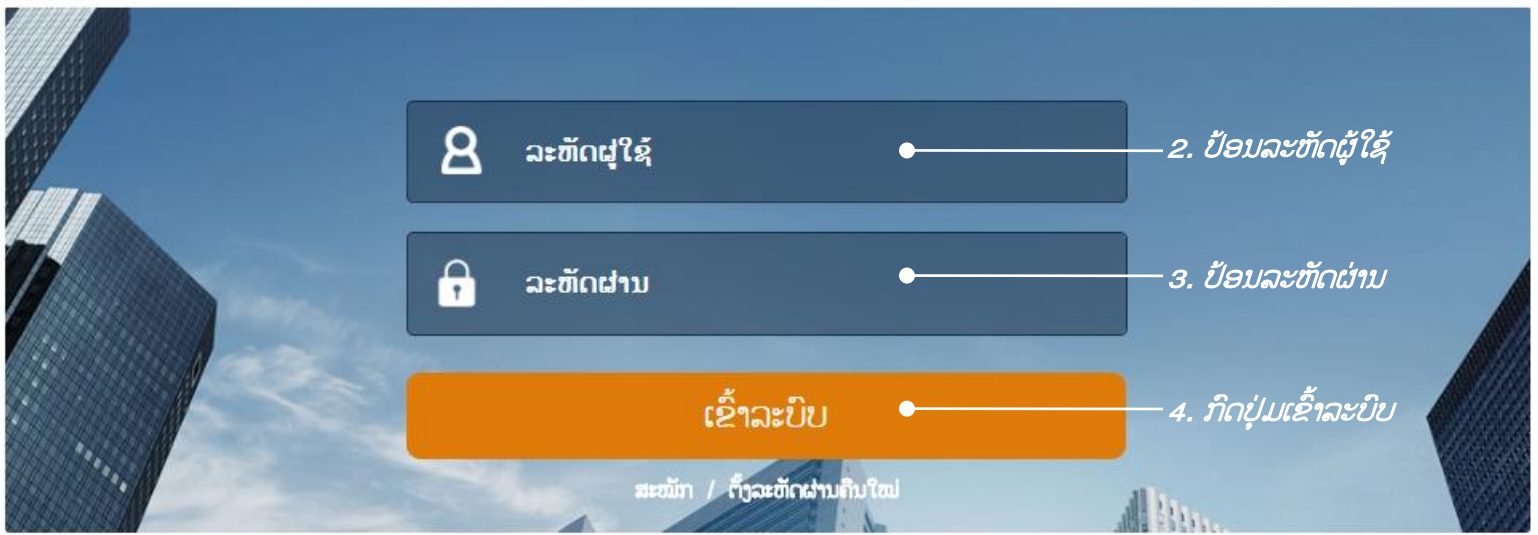 ລະຫັດຜູ່ໃຊ້
2. ປ້ອນລະຫັດຜູ້ໃຊ້
ລະຫັດຜ່ານ
3. ປ້ອນລະຫັດຜ່ານ
ເຂົ້າລະບົບ
4. ກົດປຸ່ມເຂົ້າລະບົບ
ສະໝັກ / ຕັ້ງລະຫັດຜ່ານຄືນໃໝ່